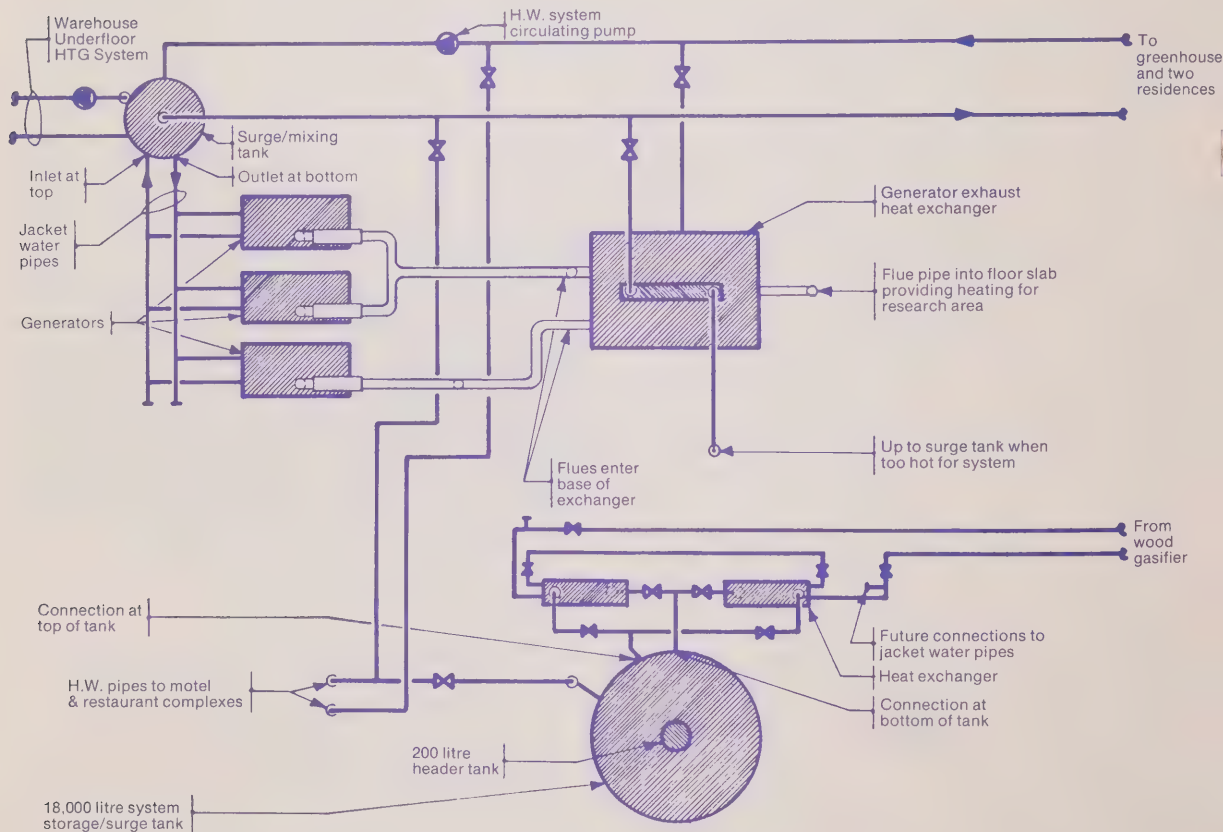 Warehouse
Underfloor
HTG System
H.W. system
circulating pump
To
greenhouse
and two
residences
Surge/mixing
tank
Inlet at
top
Outlet at bottom
Jacket
water
pipes
Generators
Generator exhaust
heat exchanger
Flue pipe into floor slab
providing heating for
research area
Flues enter
base of
exchanger
Up to surge tank when
too hot for system
From
wood
gasifier
Connection at
top of tank
Future connections to
jacket water pipes
Heat exchanger
H.W. pipes to motel
& restaurant complexes
Connection at
bottom of tank
200 litre
header tank
18,000 litre system
storage/surge tank